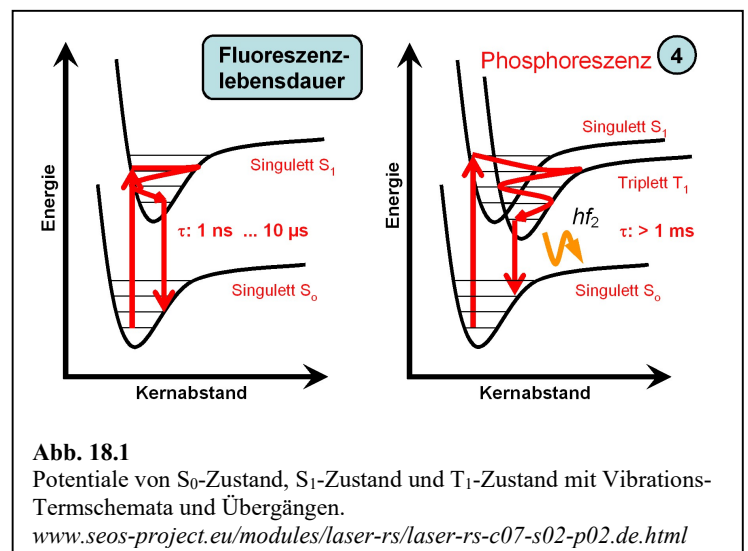 Fluoreszenz-
lebensdauer
Energie
Singulett S₁
τ: 1 ns ... 10 µs
Singulett Sₒ
Kernabstand
Phosphoreszenz
4
Energie
Singulett S₁
Triplett T₁
hf₂
τ: > 1 ms
Singulett Sₒ
Kernabstand
Abb. 18.1
Potentiale von S₀-Zustand, S₁-Zustand und T₁-Zustand mit Vibrations-
Termschemata und Übergängen.
www.seos-project.eu/modules/laser-rs/laser-rs-c07-s02-p02.de.html